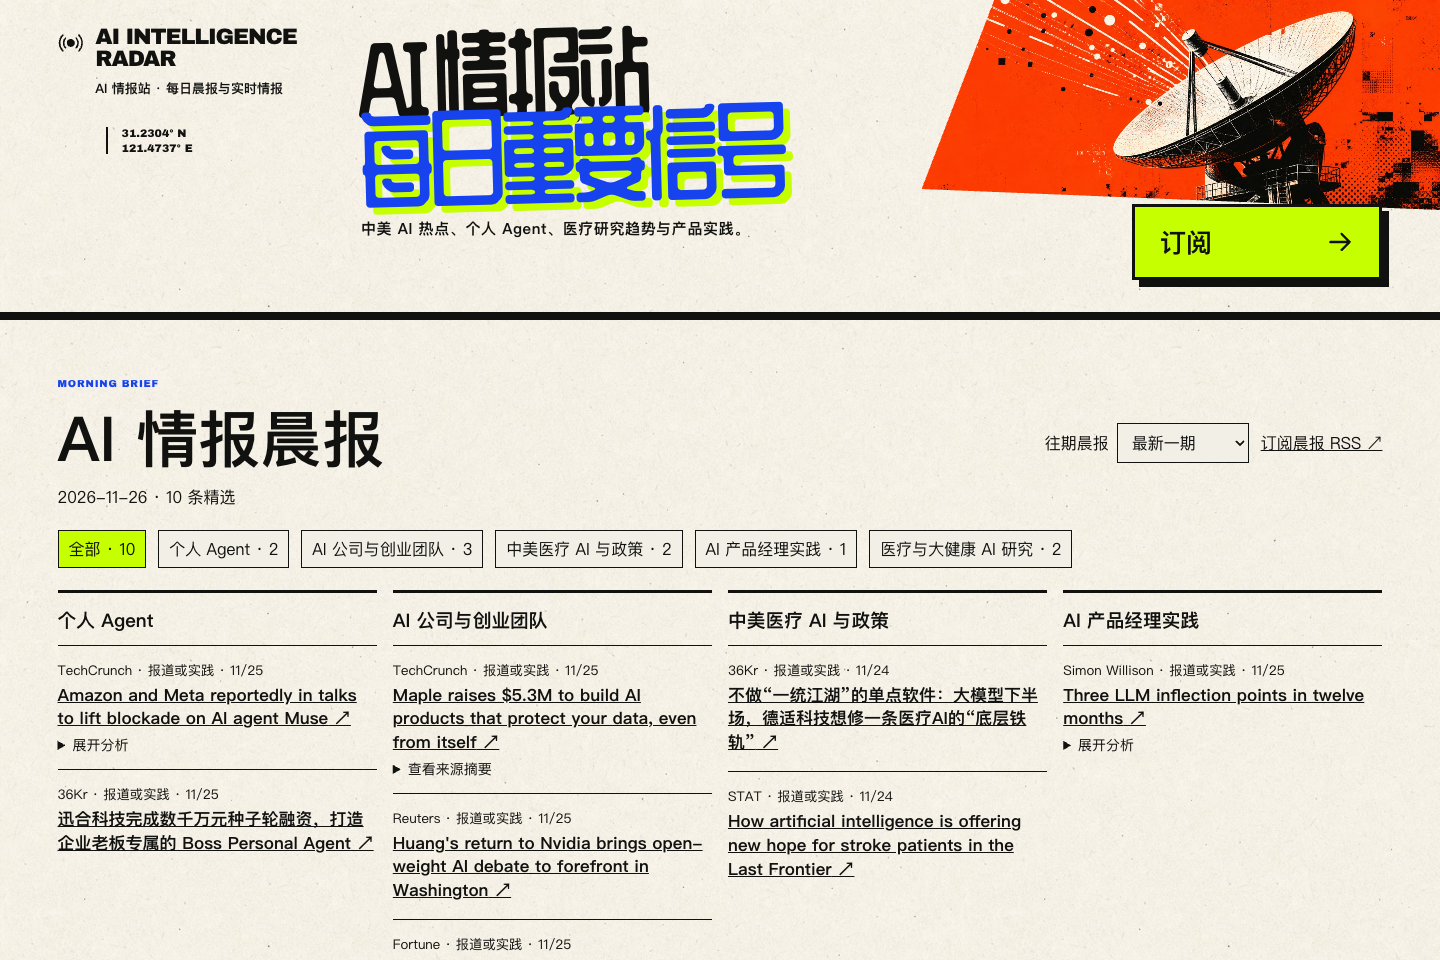 AI INTELLIGENCE
RADAR
AI 情报站 · 每日晨报与实时情报
31.2304° N
121.4737° E
AI情报站
每日重要信号
中美 AI 热点、个人 Agent、医疗研究趋势与产品实践。
订阅 →
MORNING BRIEF
AI 情报晨报
往期晨报 最新一期 订阅晨报 RSS ↗
2026-11-26 · 10 条精选
全部 · 10
个人 Agent · 2
AI 公司与创业团队 · 3
中美医疗 AI 与政策 · 2
AI 产品经理实践 · 1
医疗与大健康 AI 研究 · 2
个人 Agent
TechCrunch · 报道或实践 · 11/25
Amazon and Meta reportedly in talks
to lift blockade on AI agent Muse ↗
▶ 展开分析
36Kr · 报道或实践 · 11/25
迅合科技完成数千万元种子轮融资，打造
企业老板专属的 Boss Personal Agent ↗
AI 公司与创业团队
TechCrunch · 报道或实践 · 11/25
Maple raises $5.3M to build AI
products that protect your data, even
from itself ↗
▶ 查看来源摘要
Reuters · 报道或实践 · 11/25
Huang's return to Nvidia brings open-
weight AI debate to forefront in
Washington ↗
Fortune · 报道或实践 · 11/25
中美医疗 AI 与政策
36Kr · 报道或实践 · 11/24
不做“一统江湖”的单点软件：大模型下半
场，德适科技想修一条医疗AI的“底层铁
轨” ↗
STAT · 报道或实践 · 11/24
How artificial intelligence is offering
new hope for stroke patients in the
Last Frontier ↗
AI 产品经理实践
Simon Willison · 报道或实践 · 11/25
Three LLM inflection points in twelve
months ↗
▶ 展开分析